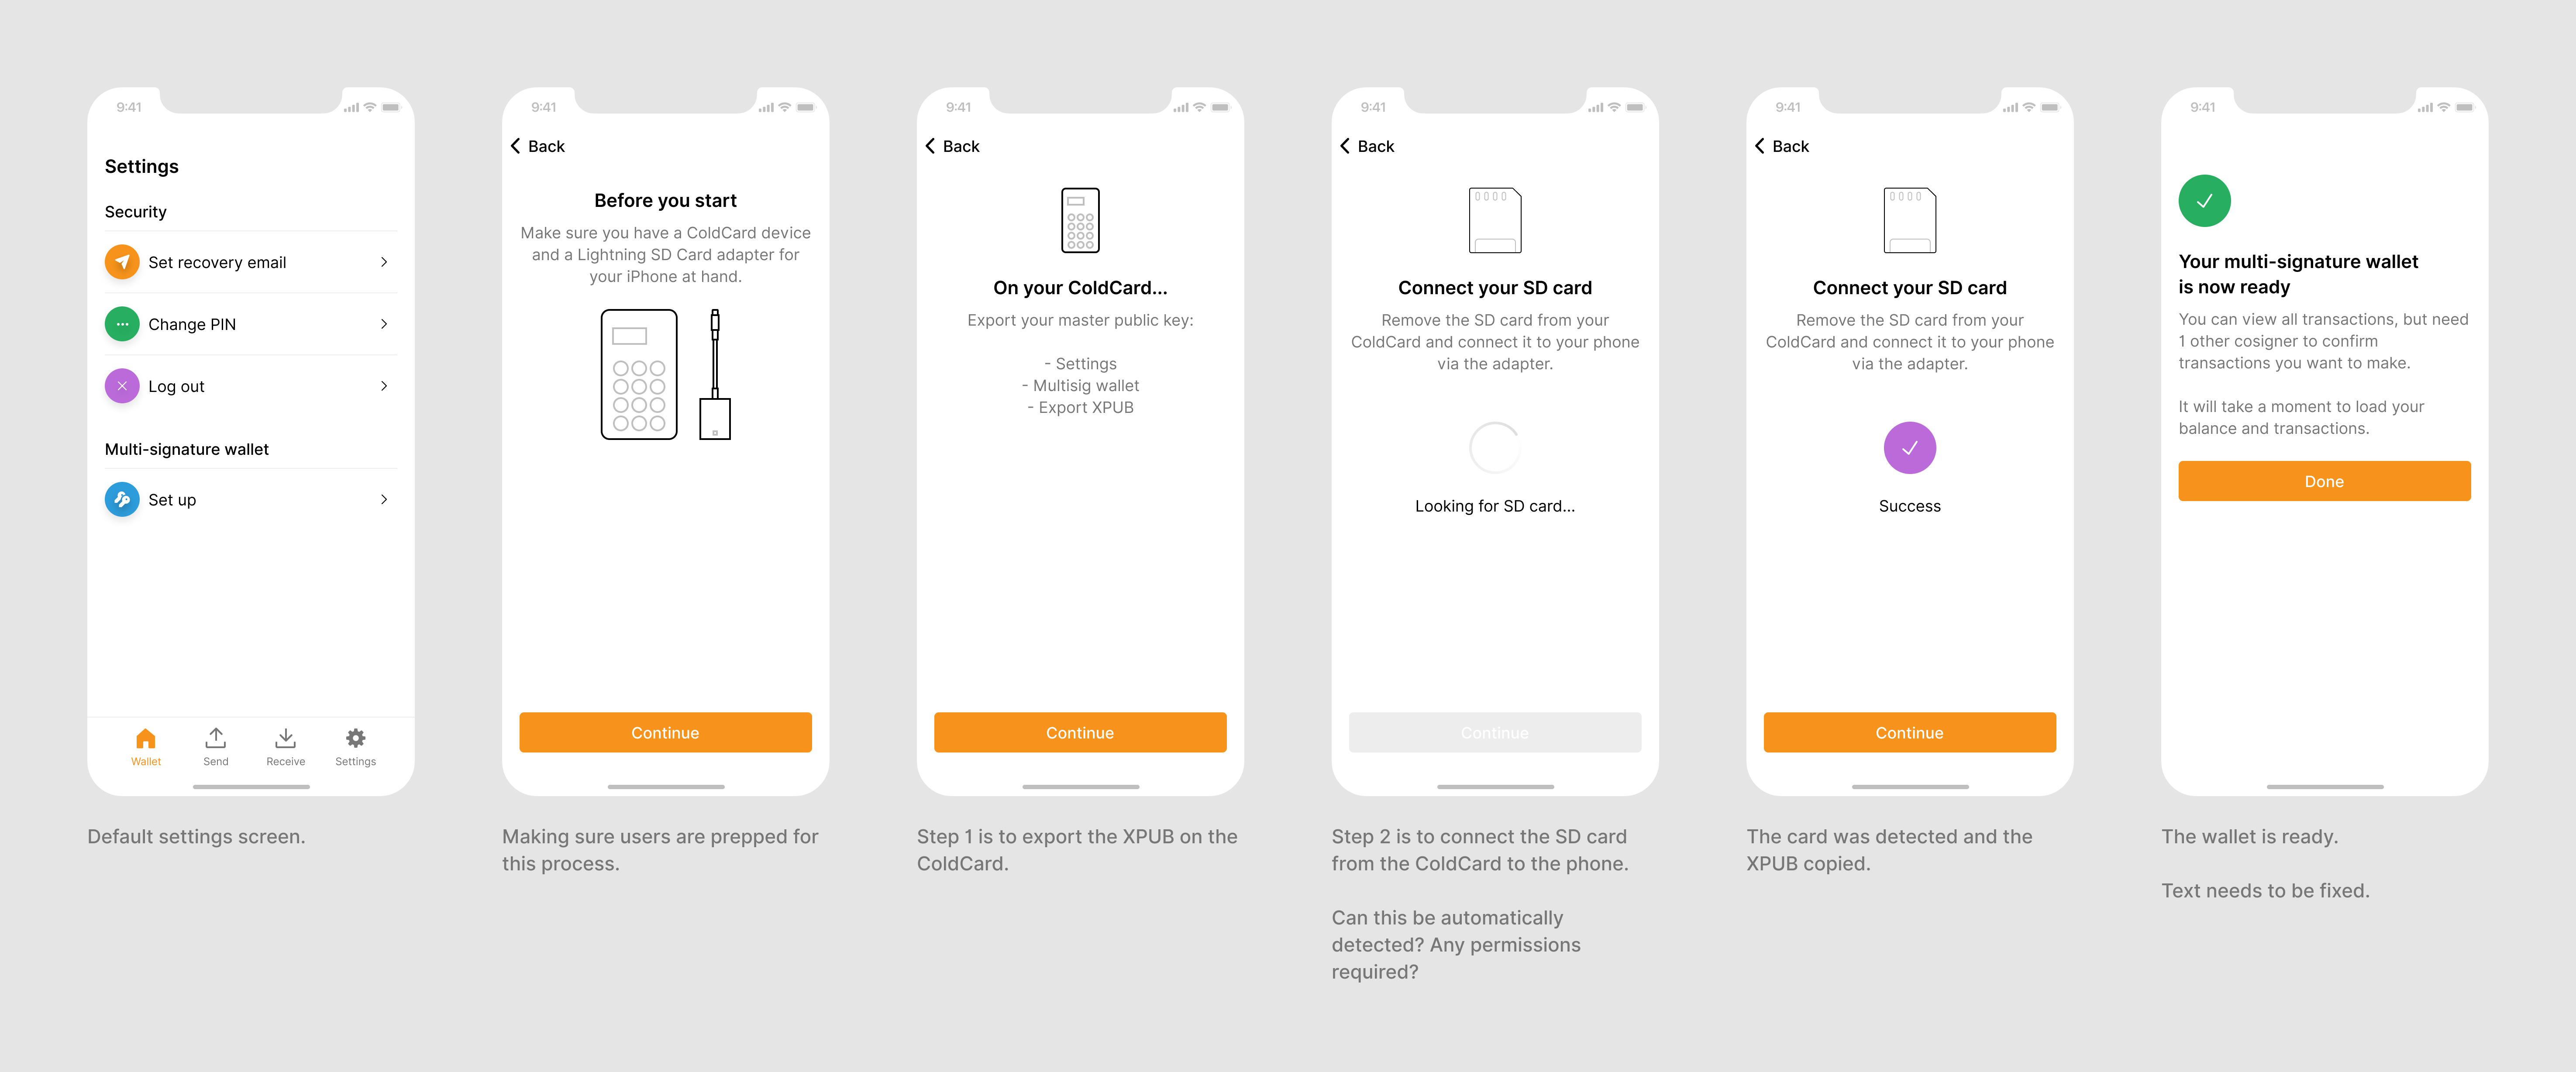 9:41
Settings
Security
Set recovery email
Change PIN
Log out
Multi-signature wallet
Set up
Wallet
Send
Receive
Settings
Default settings screen.
9:41
Back
Before you start
Make sure you have a ColdCard device
and a Lightning SD Card adapter for
your iPhone at hand.
Continue
Making sure users are prepped for
this process.
9:41
Back
On your ColdCard...
Export your master public key:
- Settings
- Multisig wallet
- Export XPUB
Continue
Step 1 is to export the XPUB on the
ColdCard.
9:41
Back
Connect your SD card
Remove the SD card from your
ColdCard and connect it to your phone
via the adapter.
Looking for SD card...
Continue
Step 2 is to connect the SD card
from the ColdCard to the phone.
Can this be automatically
detected? Any permissions
required?
9:41
Back
Connect your SD card
Remove the SD card from your
ColdCard and connect it to your phone
via the adapter.
Success
Continue
The card was detected and the
XPUB copied.
9:41
Your multi-signature wallet
is now ready
You can view all transactions, but need
1 other cosigner to confirm
transactions you want to make.
It will take a moment to load your
balance and transactions.
Done
The wallet is ready.
Text needs to be fixed.